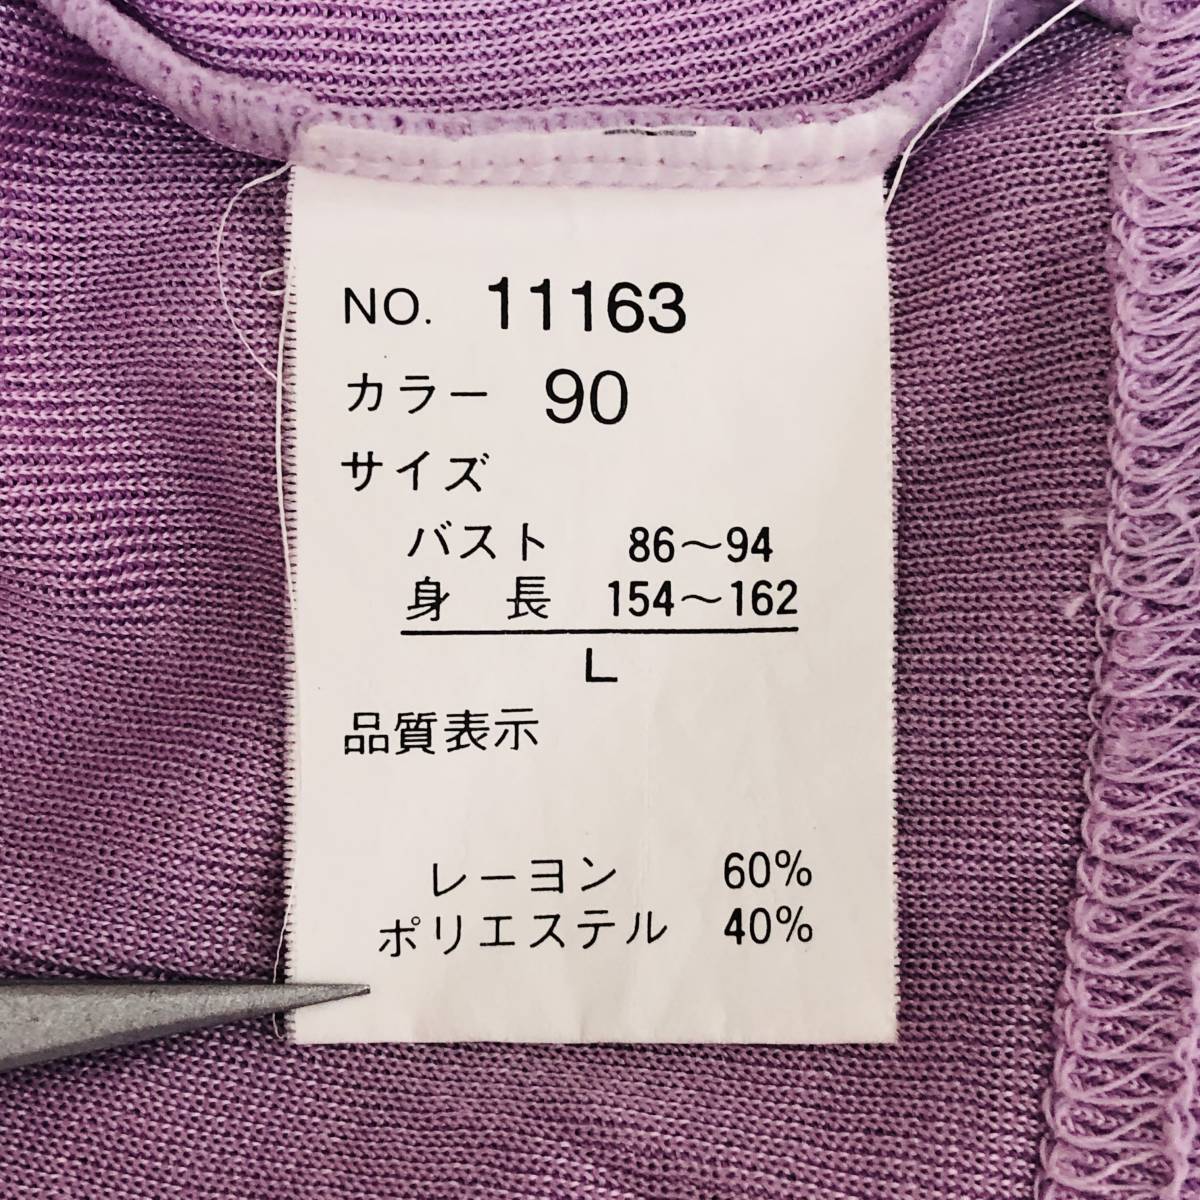 NO. 11163
カラー 90
サイズ
バスト 86～94
身 長 154～162
L
品質表示
レーヨン 60%
ポリエステル 40%